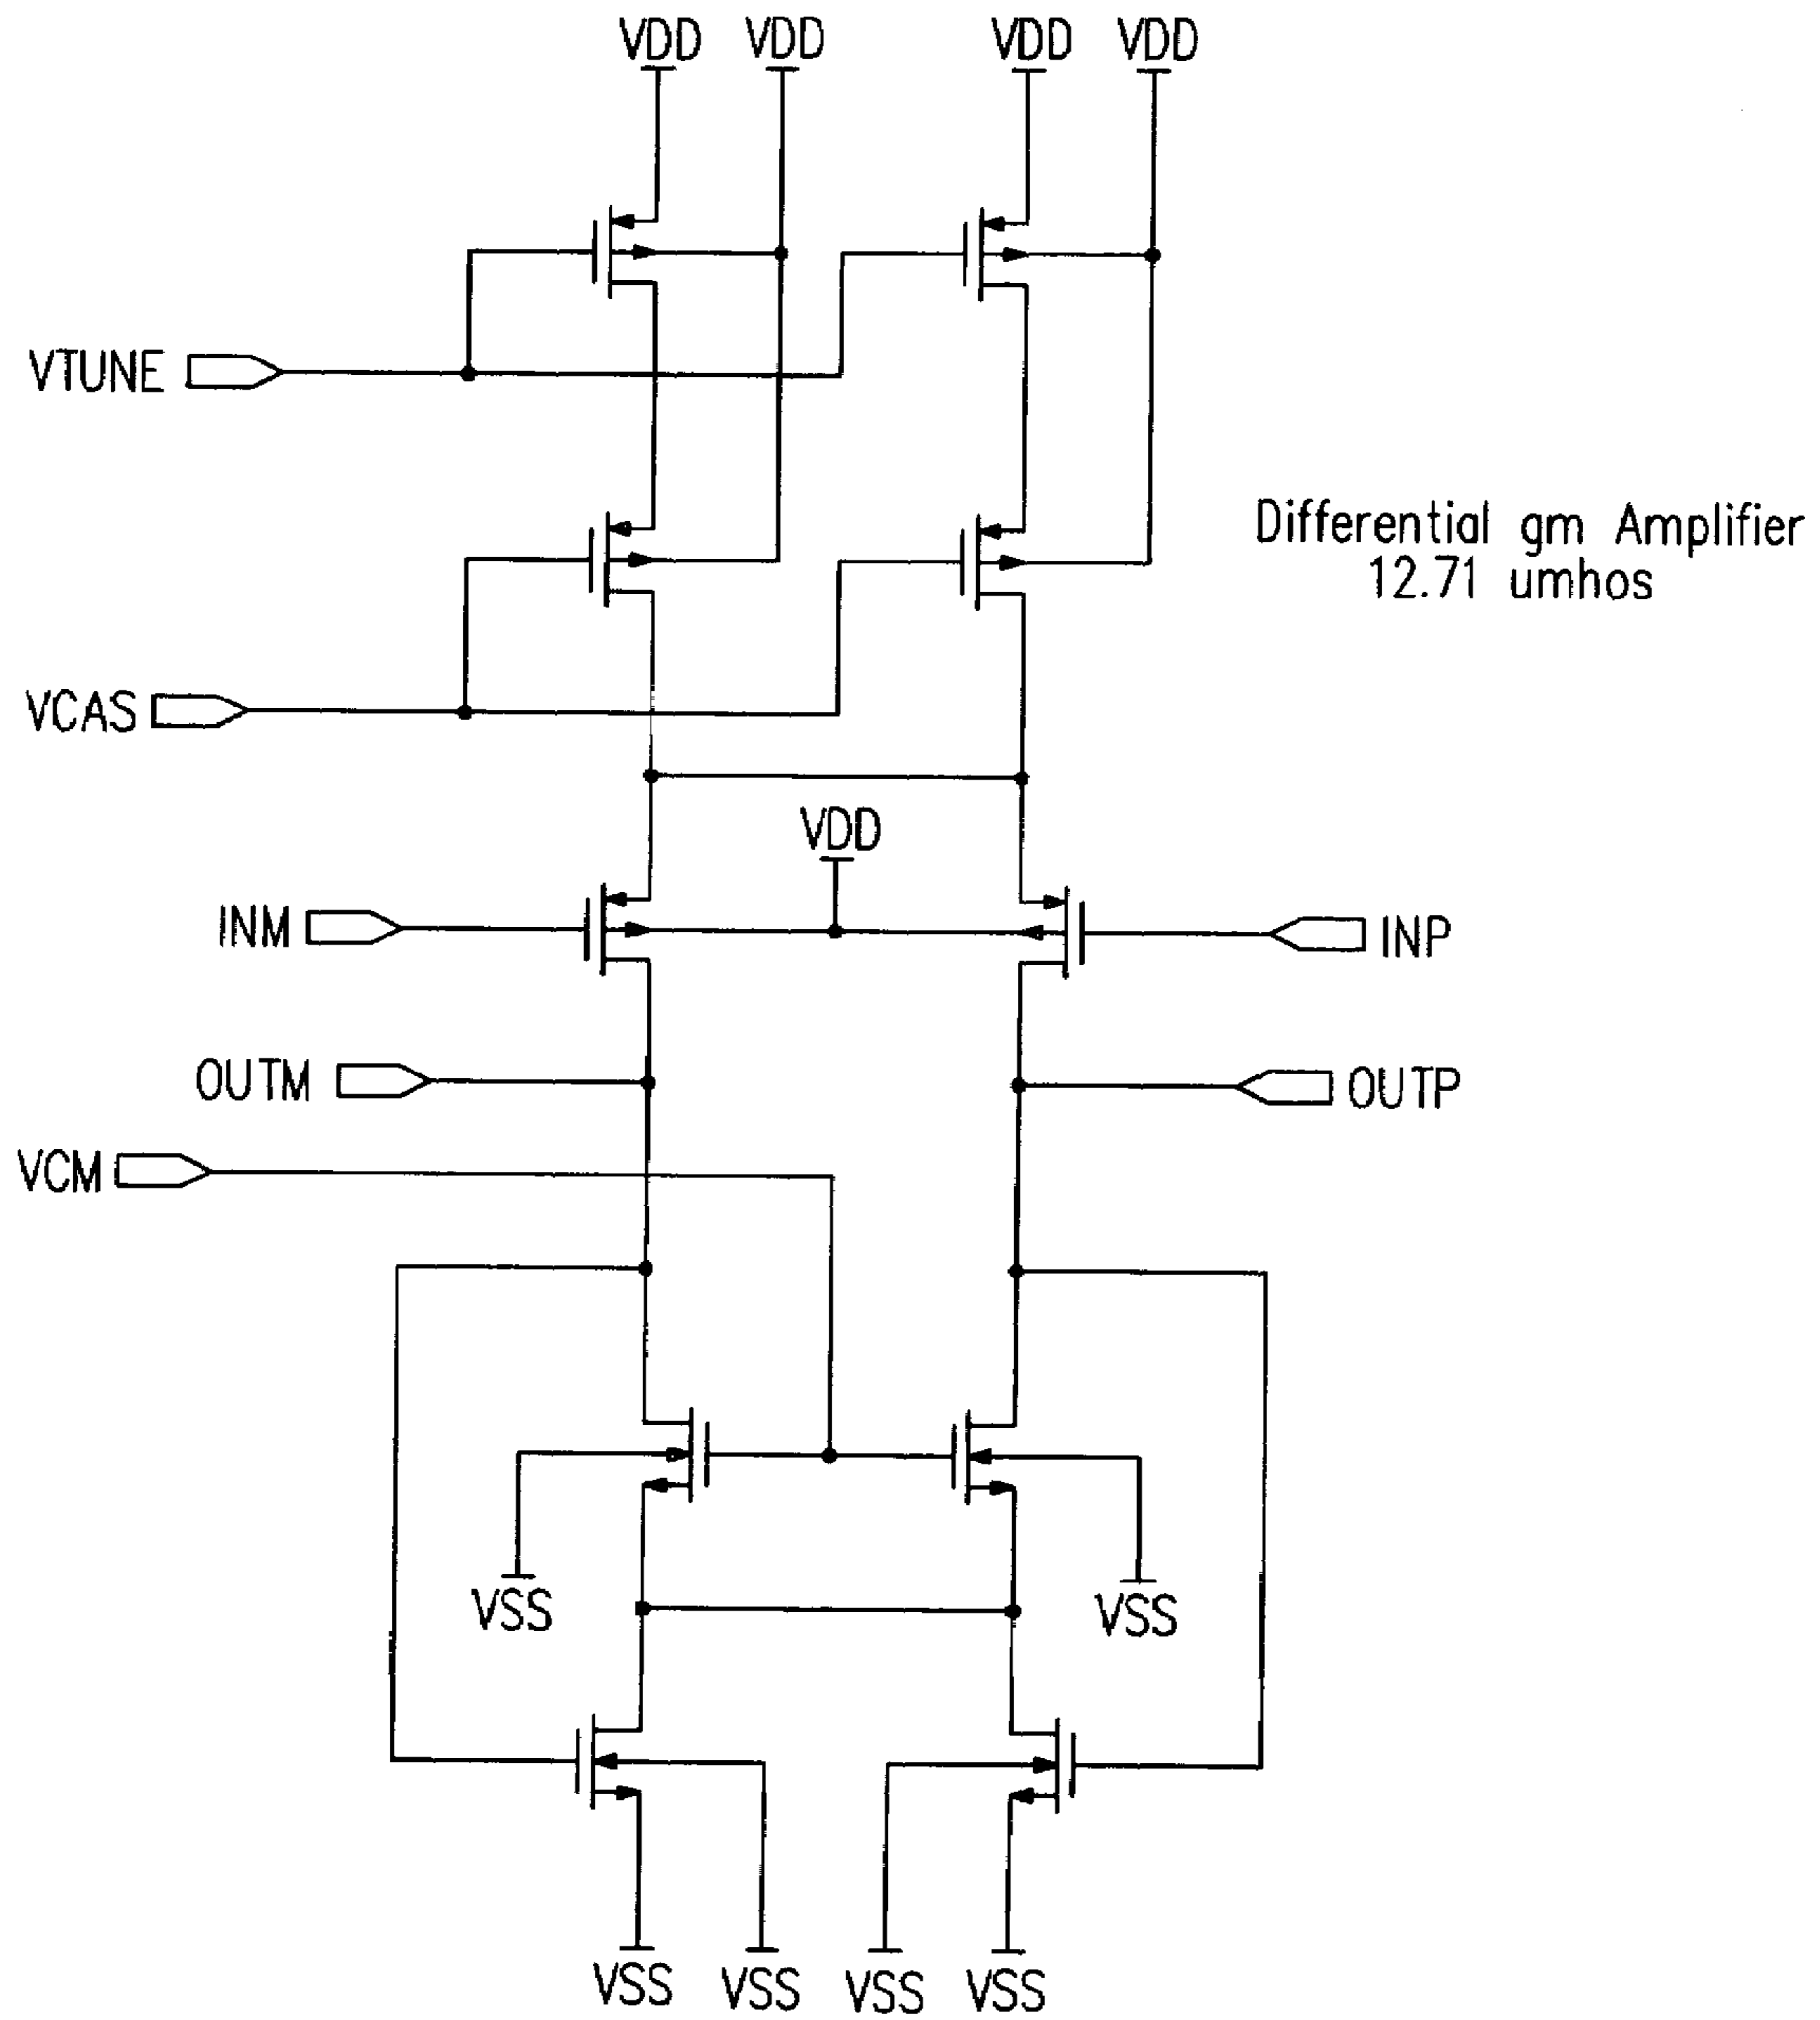 VDD VDD VDD VDD
VTUNE
Differential gm Amplifier
12.71 umhos
VCAS
VDD
INM INP
OUTM OUTP
VCM
VSS VSS
VSS VSS VSS VSS